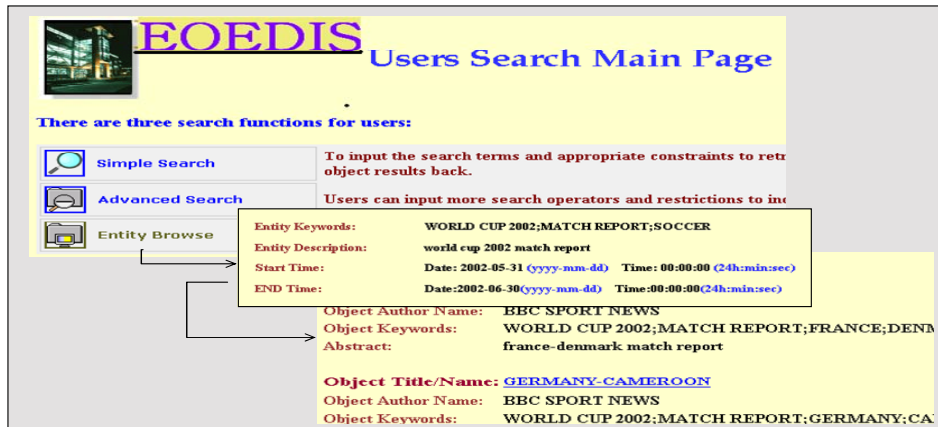 EOEDIS
Users Search Main Page
There are three search functions for users:
Simple Search
To input the search terms and appropriate constraints to retr
object results back.
Advanced Search
Users can input more search operators and restrictions to in
Entity Browse
Entity Keywords: WORLD CUP 2002;MATCH REPORT;SOCCER
Entity Description: world cup 2002 match report
Start Time: Date: 2002-05-31 (yyyy-mm-dd) Time: 00:00:00 (24h:min:sec)
END Time: Date:2002-06-30(yyyy-mm-dd) Time:00:00:00(24h:min:sec)
Object Author Name: BBC SPORT NEWS
Object Keywords: WORLD CUP 2002;MATCH REPORT;FRANCE;DENM
Abstract: france-denmark match report
Object Title/Name: GERMANY-CAMEROON
Object Author Name: BBC SPORT NEWS
Object Keywords: WORLD CUP 2002;MATCH REPORT;GERMANY;CA